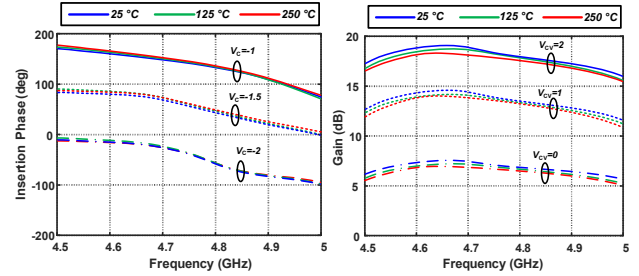 25 °C 125 °C 250 °C
200
100
0
-100
-200
4.5 4.6 4.7 4.8 4.9 5
Insertion Phase (deg)
Frequency (GHz)
VC=-1
VC=-1.5
VC=-2
25 °C 125 °C 250 °C
20
15
10
5
0
4.5 4.6 4.7 4.8 4.9 5
Gain (dB)
Frequency (GHz)
VCV=2
VCV=1
VCV=0